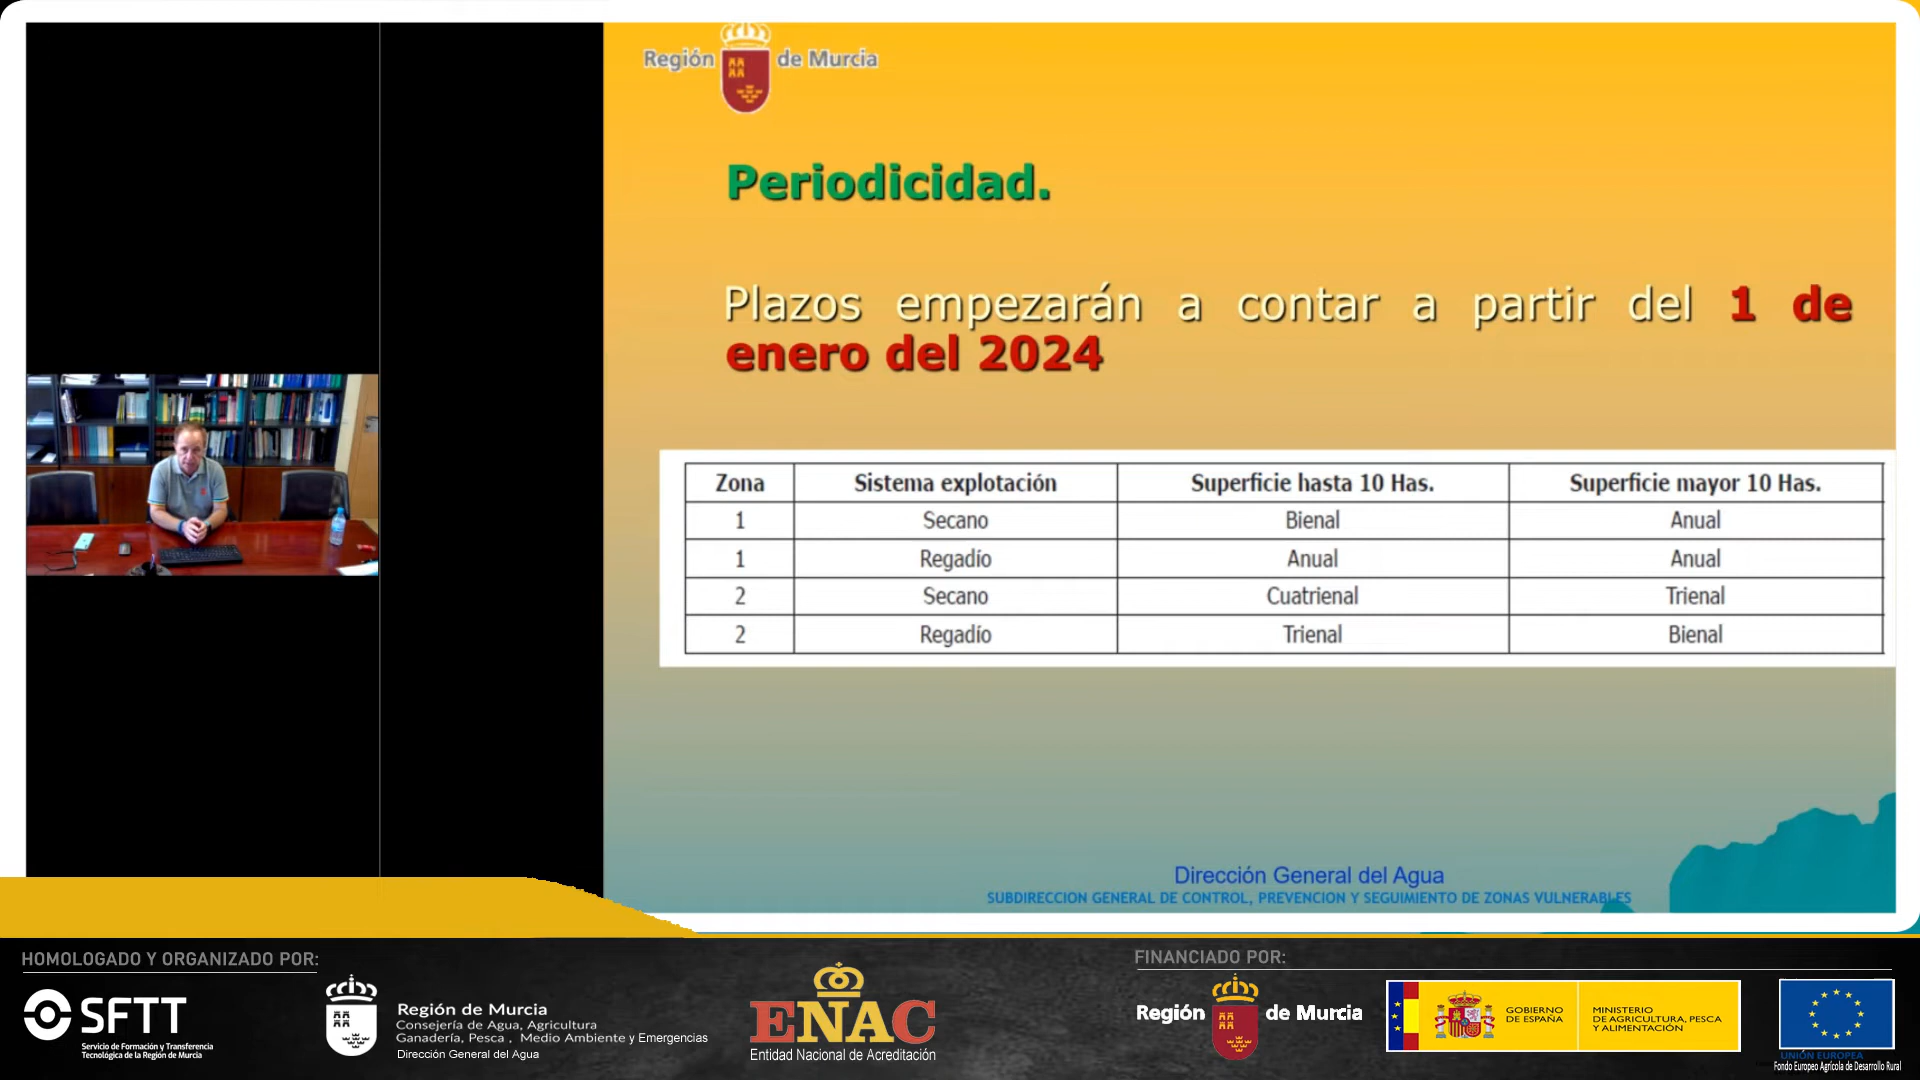 Región de Murcia
Periodicidad.
Plazos empezarán a contar a partir del 1 de
enero del 2024
Zona Sistema explotación Superficie hasta 10 Has. Superficie mayor 10 Has.
1 Secano Bienal Anual
1 Regadío Anual Anual
2 Secano Cuatrienal Trienal
2 Regadío Trienal Bienal
Dirección General del Agua
SUBDIRECCION GENERAL DE CONTROL, PREVENCION Y SEGUIMIENTO DE ZONAS VULNERABLES
HOMOLOGADO Y ORGANIZADO POR:
SFTT
Servicio de Formación y Transferencia
Tecnológica de la Región de Murcia
Región de Murcia
Consejería de Agua, Agricultura
Ganadería, Pesca , Medio Ambiente y Emergencias
Dirección General del Agua
ENAC
Entidad Nacional de Acreditación
FINANCIADO POR:
Región de Murcia
GOBIERNO
DE ESPAÑA
MINISTERIO
DE AGRICULTURA, PESCA
Y ALIMENTACIÓN
UNIÓN EUROPEA
Fondo Europeo Agrícola de Desarrollo Rural